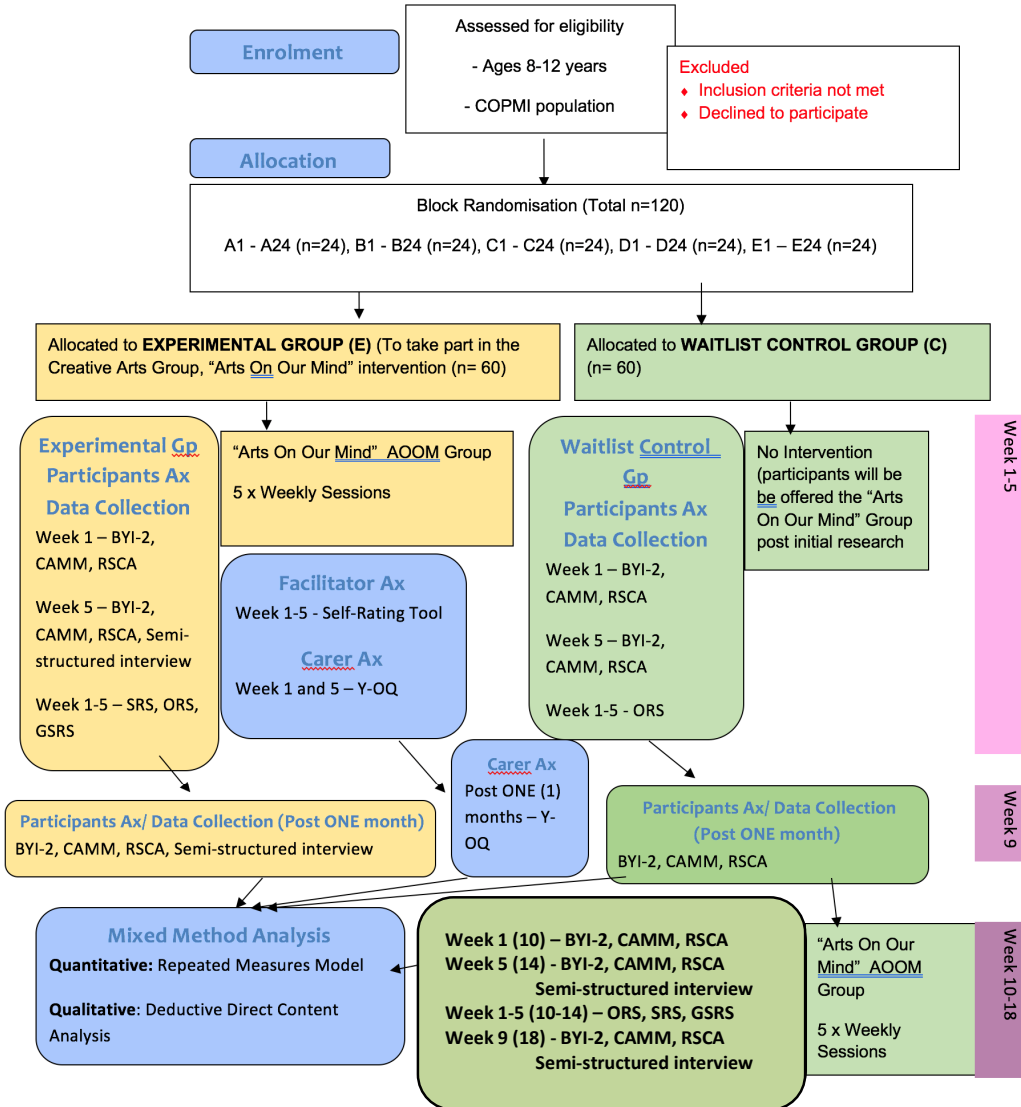 Enrolment
Assessed for eligibility
- Ages 8-12 years
- COPMI population
Excluded
♦ Inclusion criteria not met
♦ Declined to participate
Allocation
Block Randomisation (Total n=120)
A1 - A24 (n=24), B1 - B24 (n=24), C1 - C24 (n=24), D1 - D24 (n=24), E1 – E24 (n=24)
Allocated to EXPERIMENTAL GROUP (E) (To take part in the
Creative Arts Group, “Arts On Our Mind” intervention (n= 60)
Allocated to WAITLIST CONTROL GROUP (C)
(n= 60)
Experimental Gp
Participants Ax
Data Collection
Week 1 – BYI-2,
CAMM, RSCA
Week 5 – BYI-2,
CAMM, RSCA, Semi-
structured interview
Week 1-5 – SRS, ORS,
GSRS
“Arts On Our Mind” AOOM Group
5 x Weekly Sessions
Facilitator Ax
Week 1-5 - Self-Rating Tool
Carer Ax
Week 1 and 5 – Y-OQ
Waitlist Control
Gp
Participants Ax
Data Collection
Week 1 – BYI-2,
CAMM, RSCA
Week 5 – BYI-2,
CAMM, RSCA
Week 1-5 - ORS
No Intervention
(participants will be
be offered the “Arts
On Our Mind” Group
post initial research
Week 1-5
Participants Ax/ Data Collection (Post ONE month)
BYI-2, CAMM, RSCA, Semi-structured interview
Carer Ax
Post ONE (1)
months – Y-
OQ
Participants Ax/ Data Collection
(Post ONE month)
BYI-2, CAMM, RSCA
Week 9
Mixed Method Analysis
Quantitative: Repeated Measures Model
Qualitative: Deductive Direct Content
Analysis
Week 1 (10) – BYI-2, CAMM, RSCA
Week 5 (14) - BYI-2, CAMM, RSCA
Semi-structured interview
Week 1-5 (10-14) – ORS, SRS, GSRS
Week 9 (18) - BYI-2, CAMM, RSCA
Semi-structured interview
“Arts On Our
Mind” AOOM
Group
5 x Weekly
Sessions
Week 10-18